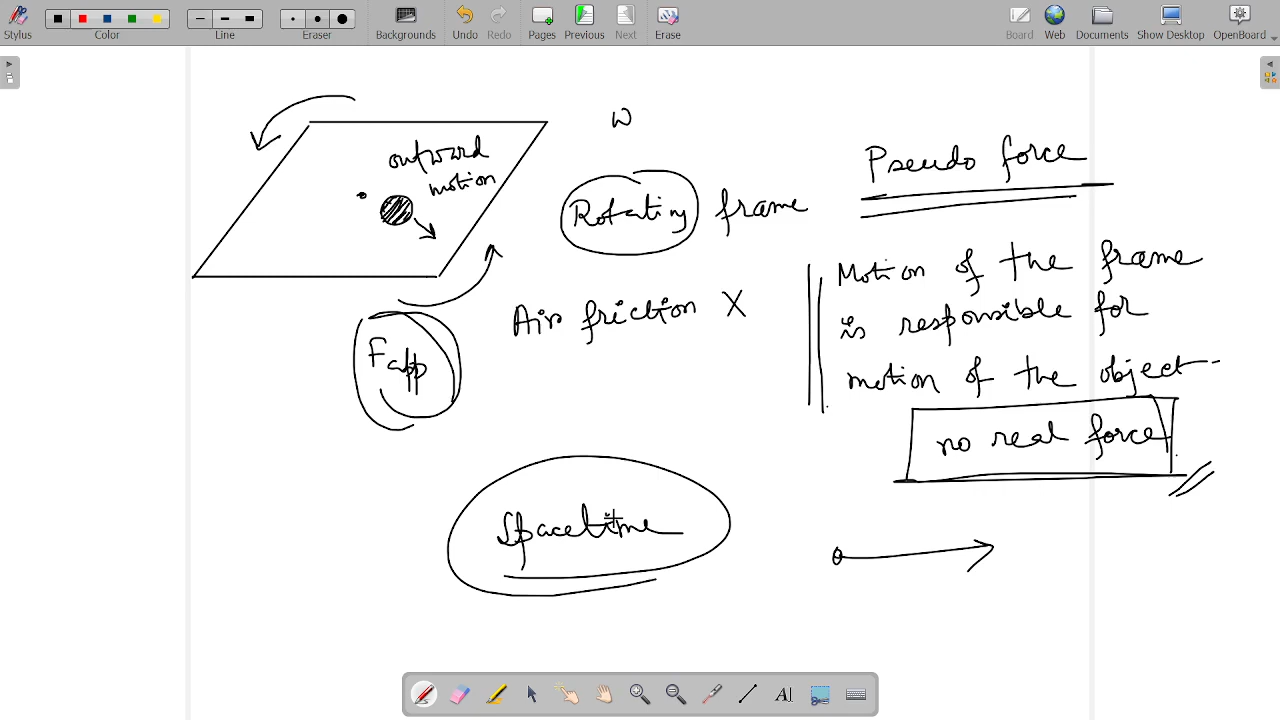 Stylus
Color
Line
Eraser
Backgrounds
Undo
Redo
Pages
Previous
Next
Erase
Board
Web
Documents
Show Desktop
OpenBoard
outward
motion
ω
Rotating frame
Air friction X
Fapp
Pseudo force
Motion of the frame
is responsible for
motion of the object
no real force
Spacetime
AI